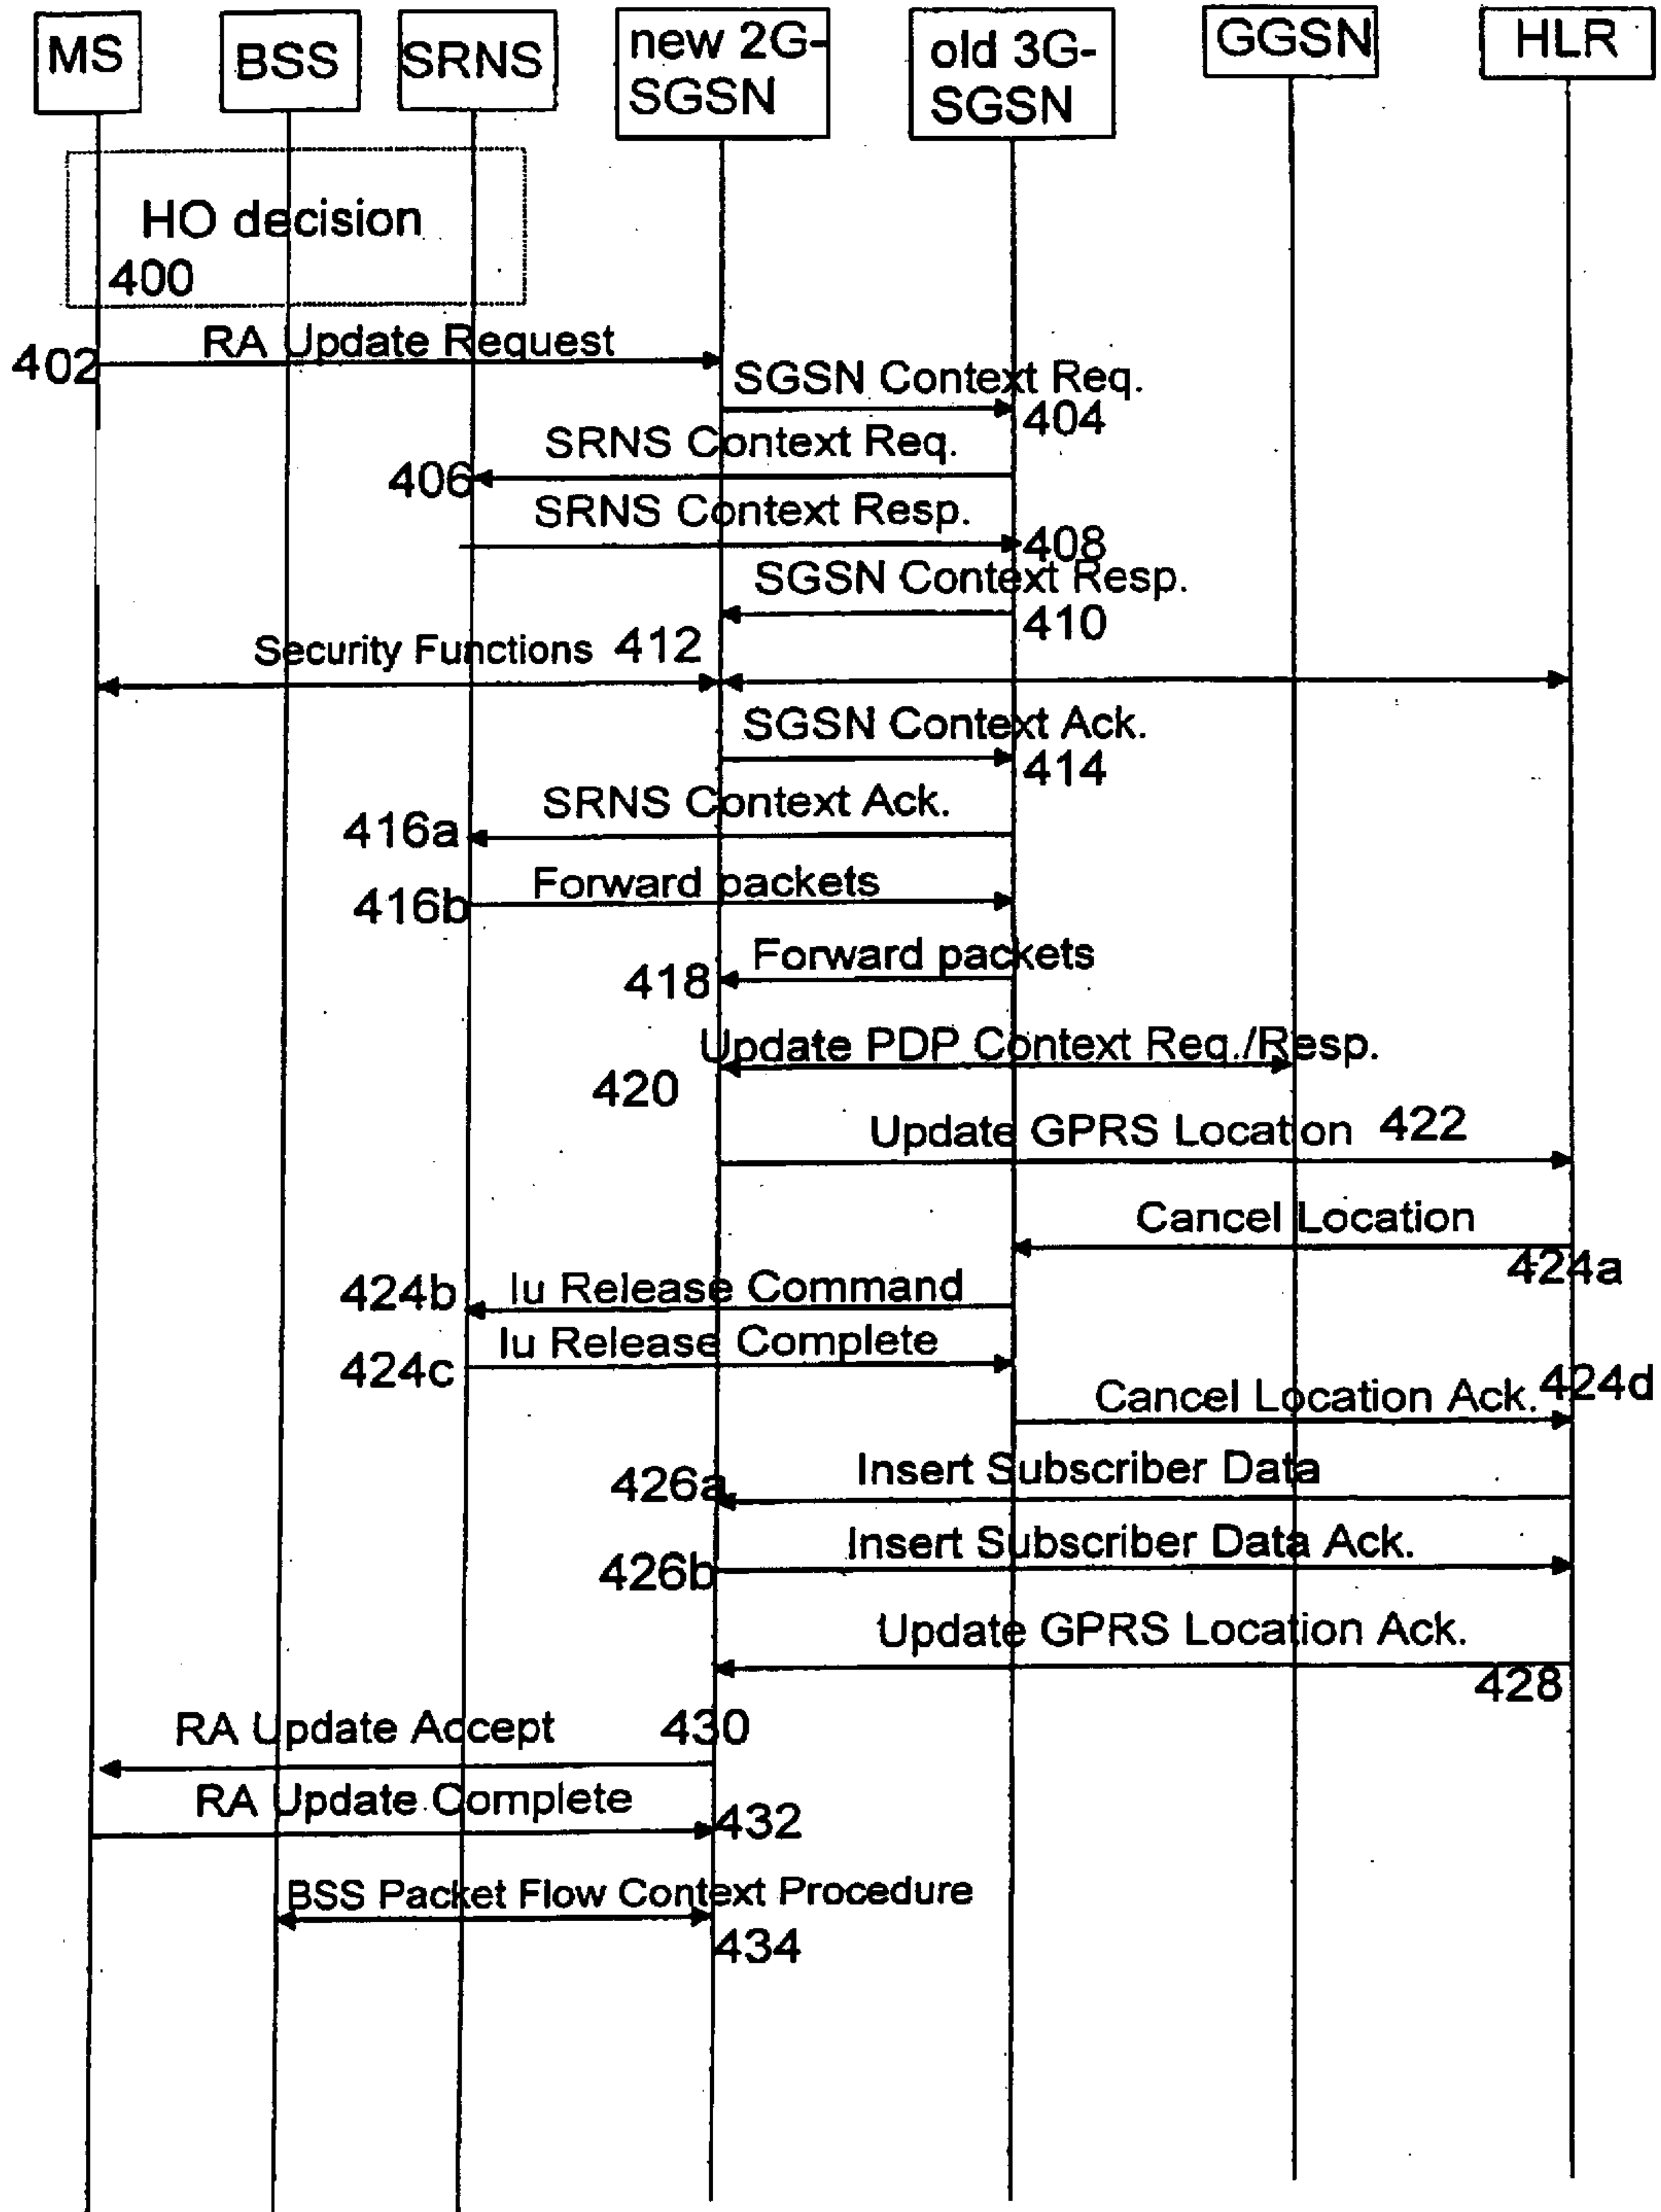 MS
BSS
SRNS
new 2G-
SGSN
old 3G-
SGSN
GGSN
HLR
HO decision
400
RA Update Request
402
SGSN Context Req.
404
SRNS Context Req.
406
SRNS Context Resp.
408
SGSN Context Resp.
410
Security Functions 412
SGSN Context Ack.
414
SRNS Context Ack.
416a
Forward packets
416b
Forward packets
418
Update PDP Context Req./Resp.
420
Update GPRS Location 422
Cancel Location
424a
424b Iu Release Command
Iu Release Complete
424c
Cancel Location Ack. 424d
Insert Subscriber Data
426a
Insert Subscriber Data Ack.
426b
Update GPRS Location Ack.
428
RA Update Accept 430
RA Update Complete
432
BSS Packet Flow Context Procedure
434